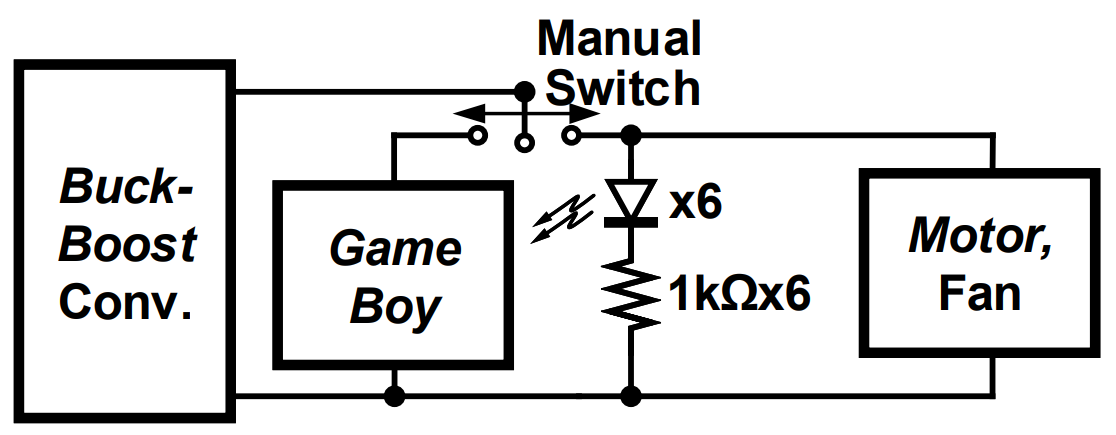 Manual
Switch
Buck-
Boost
Conv.
Game
Boy
x6
1kΩx6
Motor,
Fan